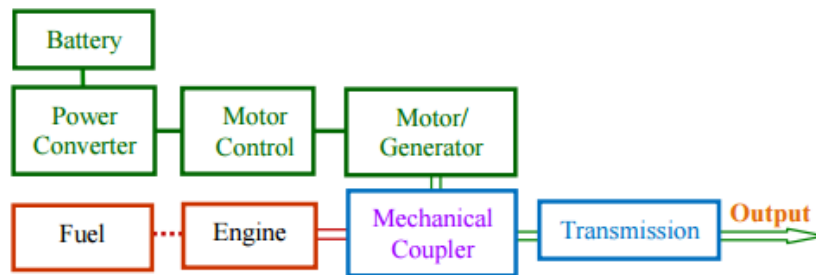 Battery
Power
Converter
Motor
Control
Motor/
Generator
Fuel
Engine
Mechanical
Coupler
Transmission
Output